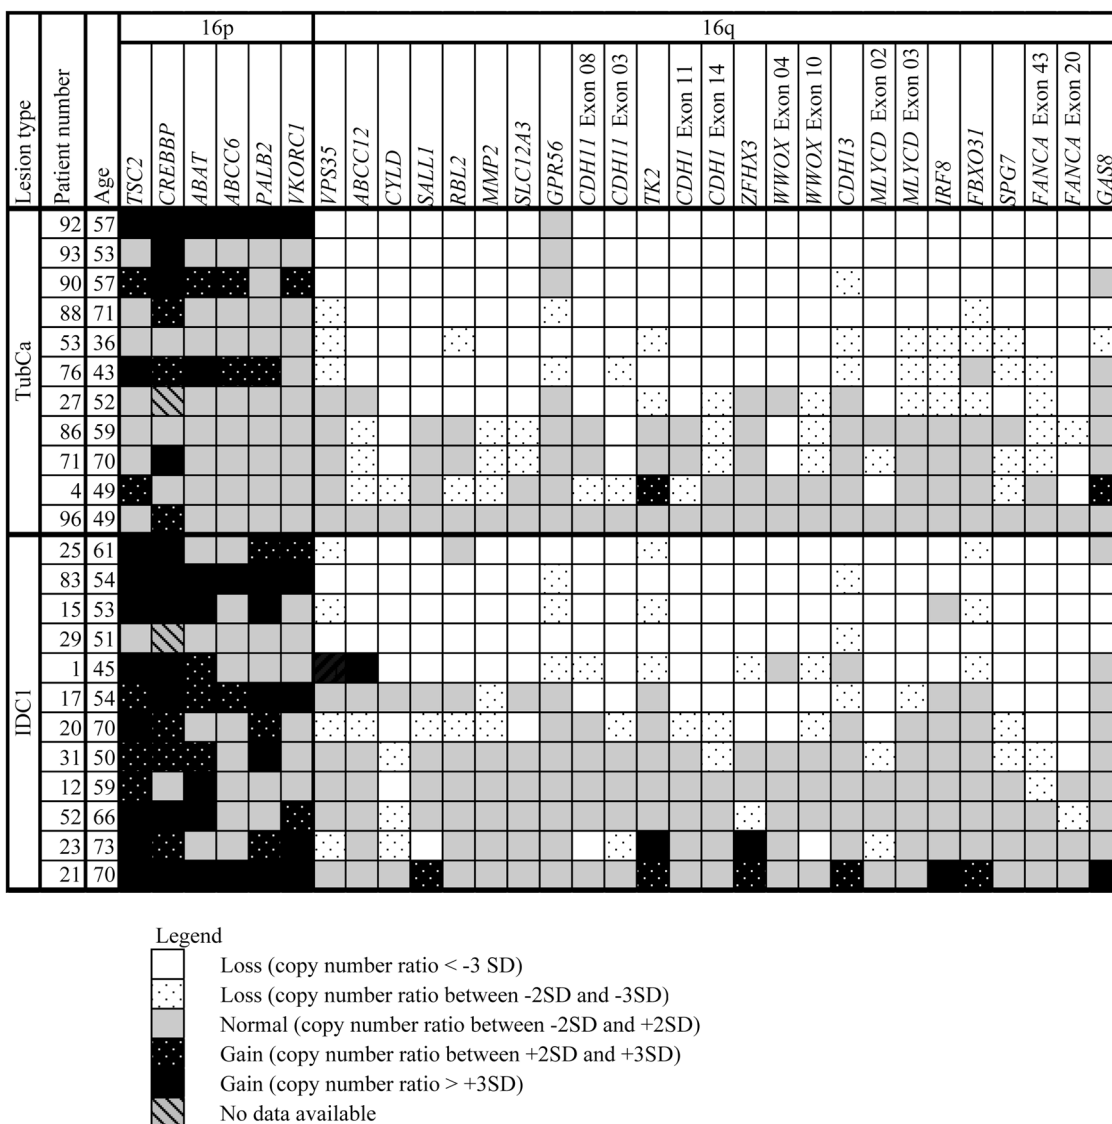 16p 16q
Lesion type Patient number Age TSC2 CREBBP ABAT ABCC6 PALB2 VKORC1 VPS35 ABCC12 CYLD SALL1 RBL2 MMP2 SLC12A3 GPR56 CDH11 Exon 08 CDH11 Exon 03 TK2 CDH1 Exon 11 CDH1 Exon 14 ZFHX3 WWOX Exon 04 WWOX Exon 10 CDH13 MLYCD Exon 02 MLYCD Exon 03 IRF8 FBXO31 SPG7 FANCA Exon 43 FANCA Exon 20 GAS8
TubCa
92 57
93 53
90 57
88 71
53 36
76 43
27 52
86 59
71 70
4 49
96 49
IDC1
25 61
83 54
15 53
29 51
1 45
17 54
20 70
31 50
12 59
52 66
23 73
21 70
Legend
Loss (copy number ratio < -3 SD)
Loss (copy number ratio between -2SD and -3SD)
Normal (copy number ratio between -2SD and +2SD)
Gain (copy number ratio between +2SD and +3SD)
Gain (copy number ratio > +3SD)
No data available